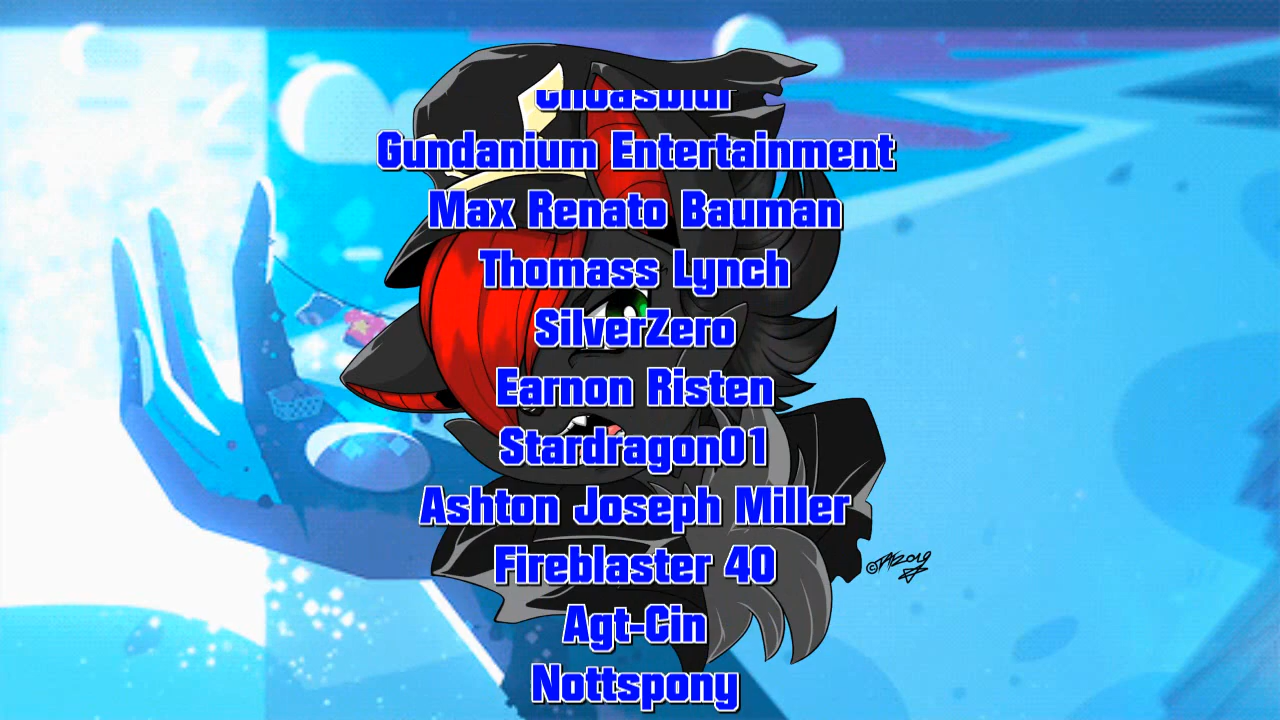 Gundanium Entertainment
Max Renato Bauman
Thomass Lynch
SilverZero
Earnon Risten
Stardragon01
Ashton Joseph Miller
Fireblaster 40
Agt-Cin
Nottspony